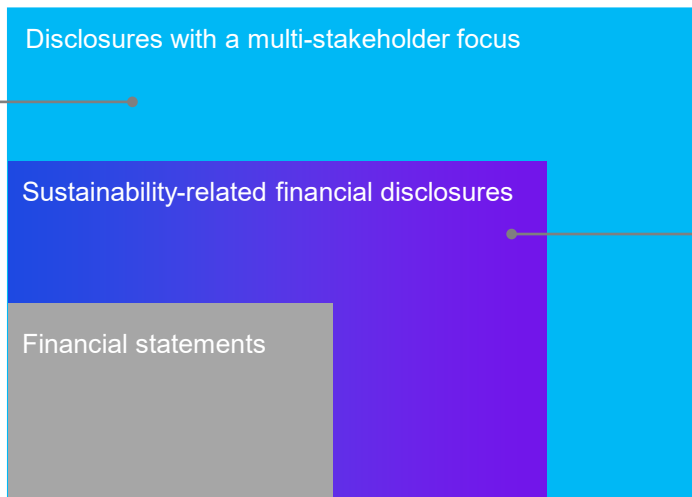 Disclosures with a multi-stakeholder focus
Sustainability-related financial disclosures
Financial statements